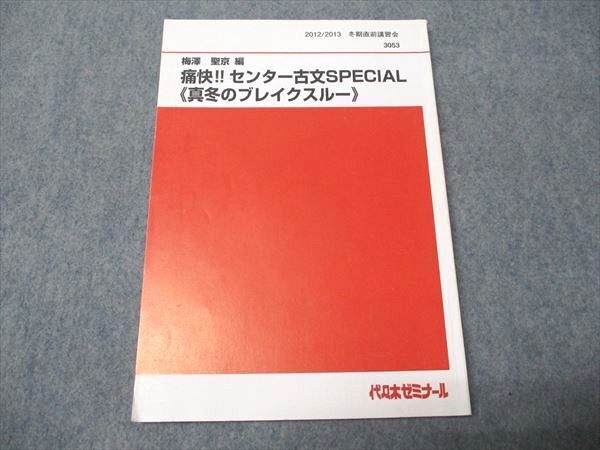 2012/2013 冬期直前講習会
3053
梅澤 聖京 編
痛快!! センター古文SPECIAL
《真冬のブレイクスルー》
代々木ゼミナール